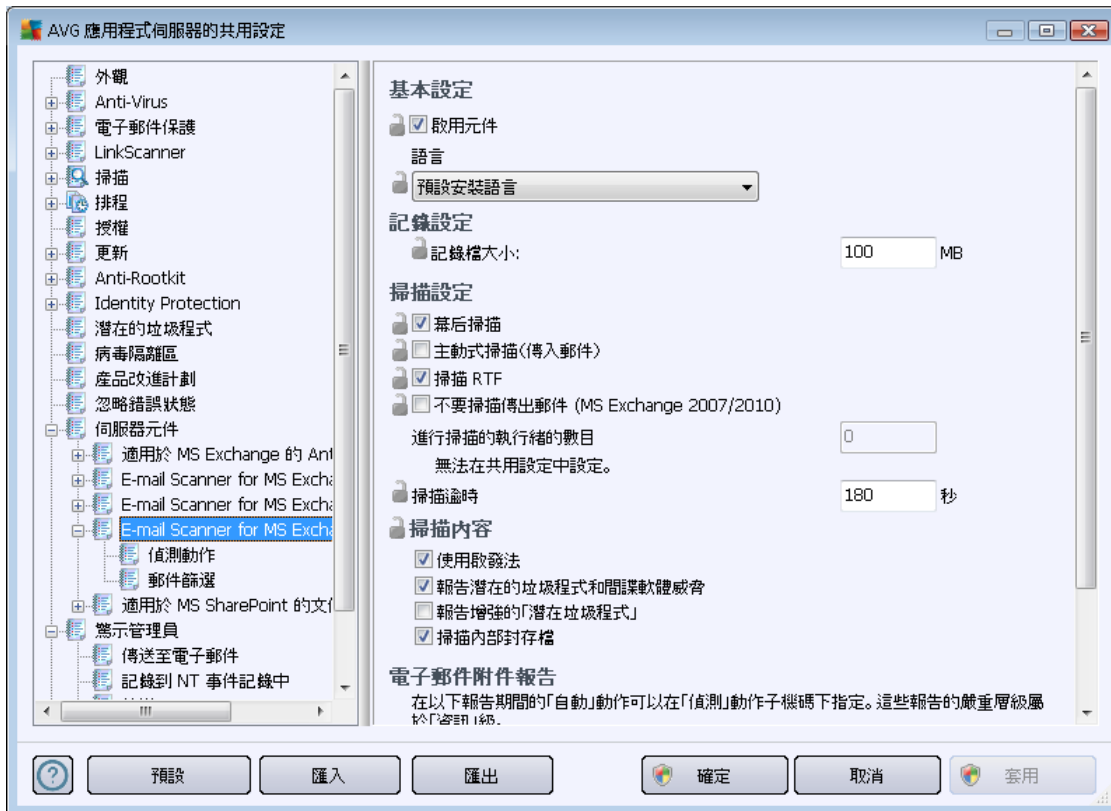 AVG 應用程式伺服器的共用設定
外觀
Anti-Virus
電子郵件保護
LinkScanner
掃描
排程
授權
更新
Anti-Rootkit
Identity Protection
潛在的垃圾程式
病毒隔離區
產品改進計劃
忽略錯誤狀態
伺服器元件
適用於 MS Exchange 的 Ant
E-mail Scanner for MS Excha
E-mail Scanner for MS Excha
E-mail Scanner for MS Excha
偵測動作
郵件篩選
適用於 MS SharePoint 的文件
警示管理員
傳送至電子郵件
記錄到 NT 事件記錄中
基本設定
啟用元件
語言
預設安裝語言
記錄設定
記錄檔大小: 100 MB
掃描設定
幕后掃描
主動式掃描(傳入郵件)
掃描 RTF
不要掃描傳出郵件 (MS Exchange 2007/2010)
進行掃描的執行緒的數目 0
無法在共用設定中設定。
掃描逾時 180 秒
掃描內容
使用啟發法
報告潛在的垃圾程式和間諜軟體威脅
報告增強的「潛在垃圾程式」
掃描內部封存檔
電子郵件附件報告
在以下報告期間的「自動」動作可以在「偵測」動作子機碼下指定。這些報告的嚴重層級屬
於「資訊」級。
預設 匯入 匯出 確定 取消 套用